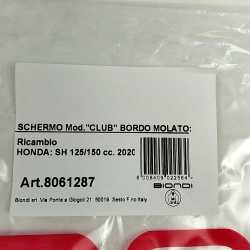 SCHERMO Mod."CLUB" BORDO MOLATO:
Ricambio
HONDA: SH 125/150 cc. 2020
Art.8061287
BIONDI
Biondi srl Via Ponte a Giogoli 21 50019 Sesto F.no Italy